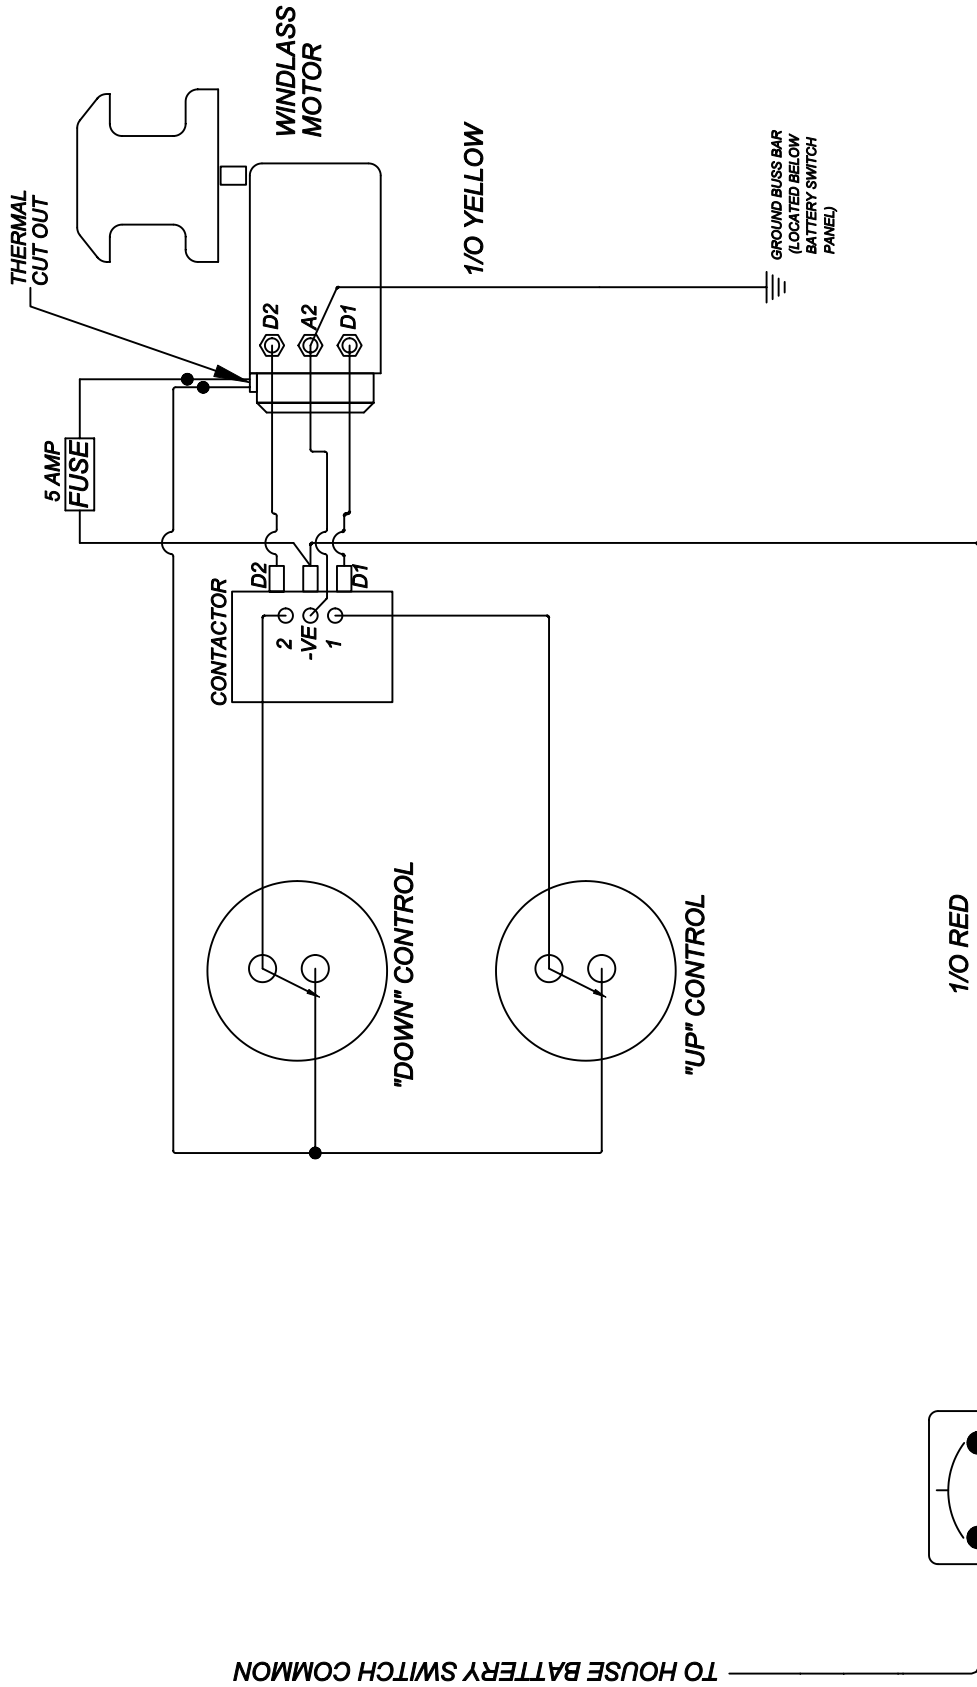 THERMAL
CUT OUT
WINDLASS
MOTOR
5 AMP
FUSE
D2
A2
D1
1/O YELLOW
GROUND BUSS BAR
(LOCATED BELOW
BATTERY SWITCH
PANEL)
CONTACTOR
D2
D1
2
-VE
1
"DOWN" CONTROL
"UP" CONTROL
1/O RED
TO HOUSE BATTERY SWITCH COMMON